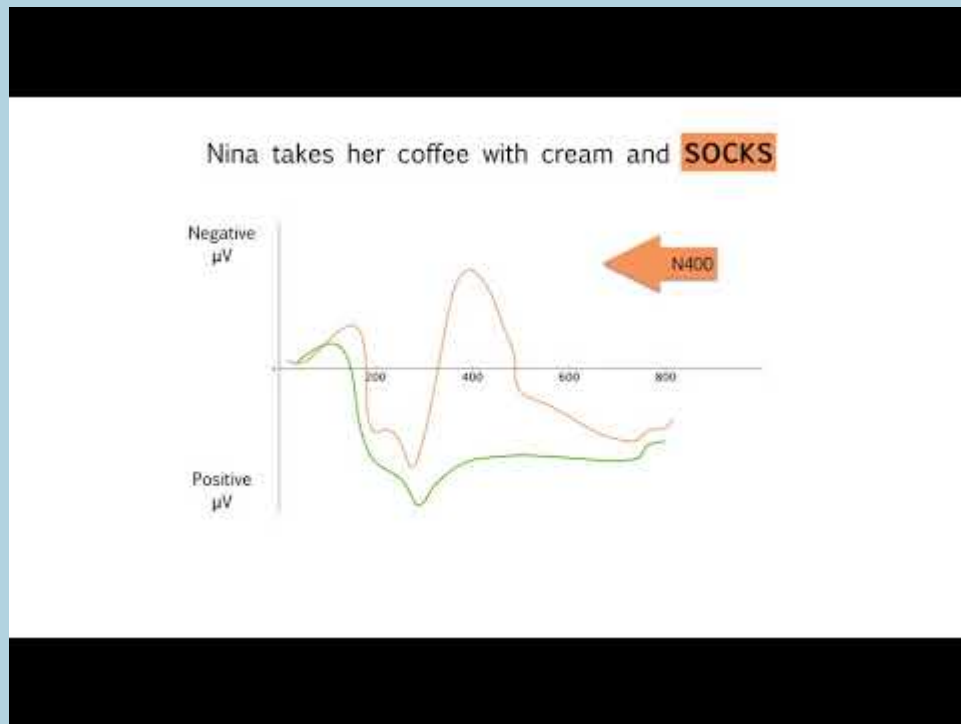 Nina takes her coffee with cream and SOCKS
Negative
µV
N400
200 400 600 800
Positive
µV